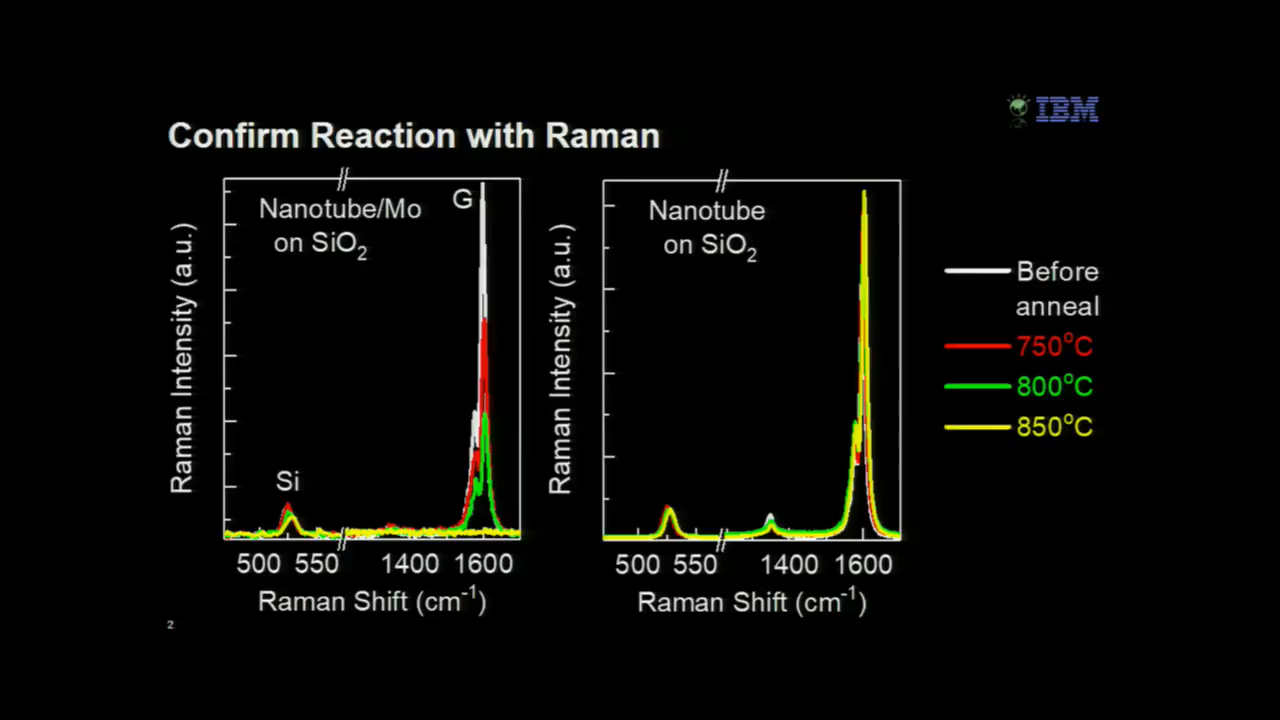 IBM
Confirm Reaction with Raman
Nanotube/Mo
on SiO₂
G
Si
Raman Intensity (a.u.)
500 550 1400 1600
Raman Shift (cm⁻¹)
Nanotube
on SiO₂
Raman Intensity (a.u.)
500 550 1400 1600
Raman Shift (cm⁻¹)
Before
anneal
750°C
800°C
850°C
2